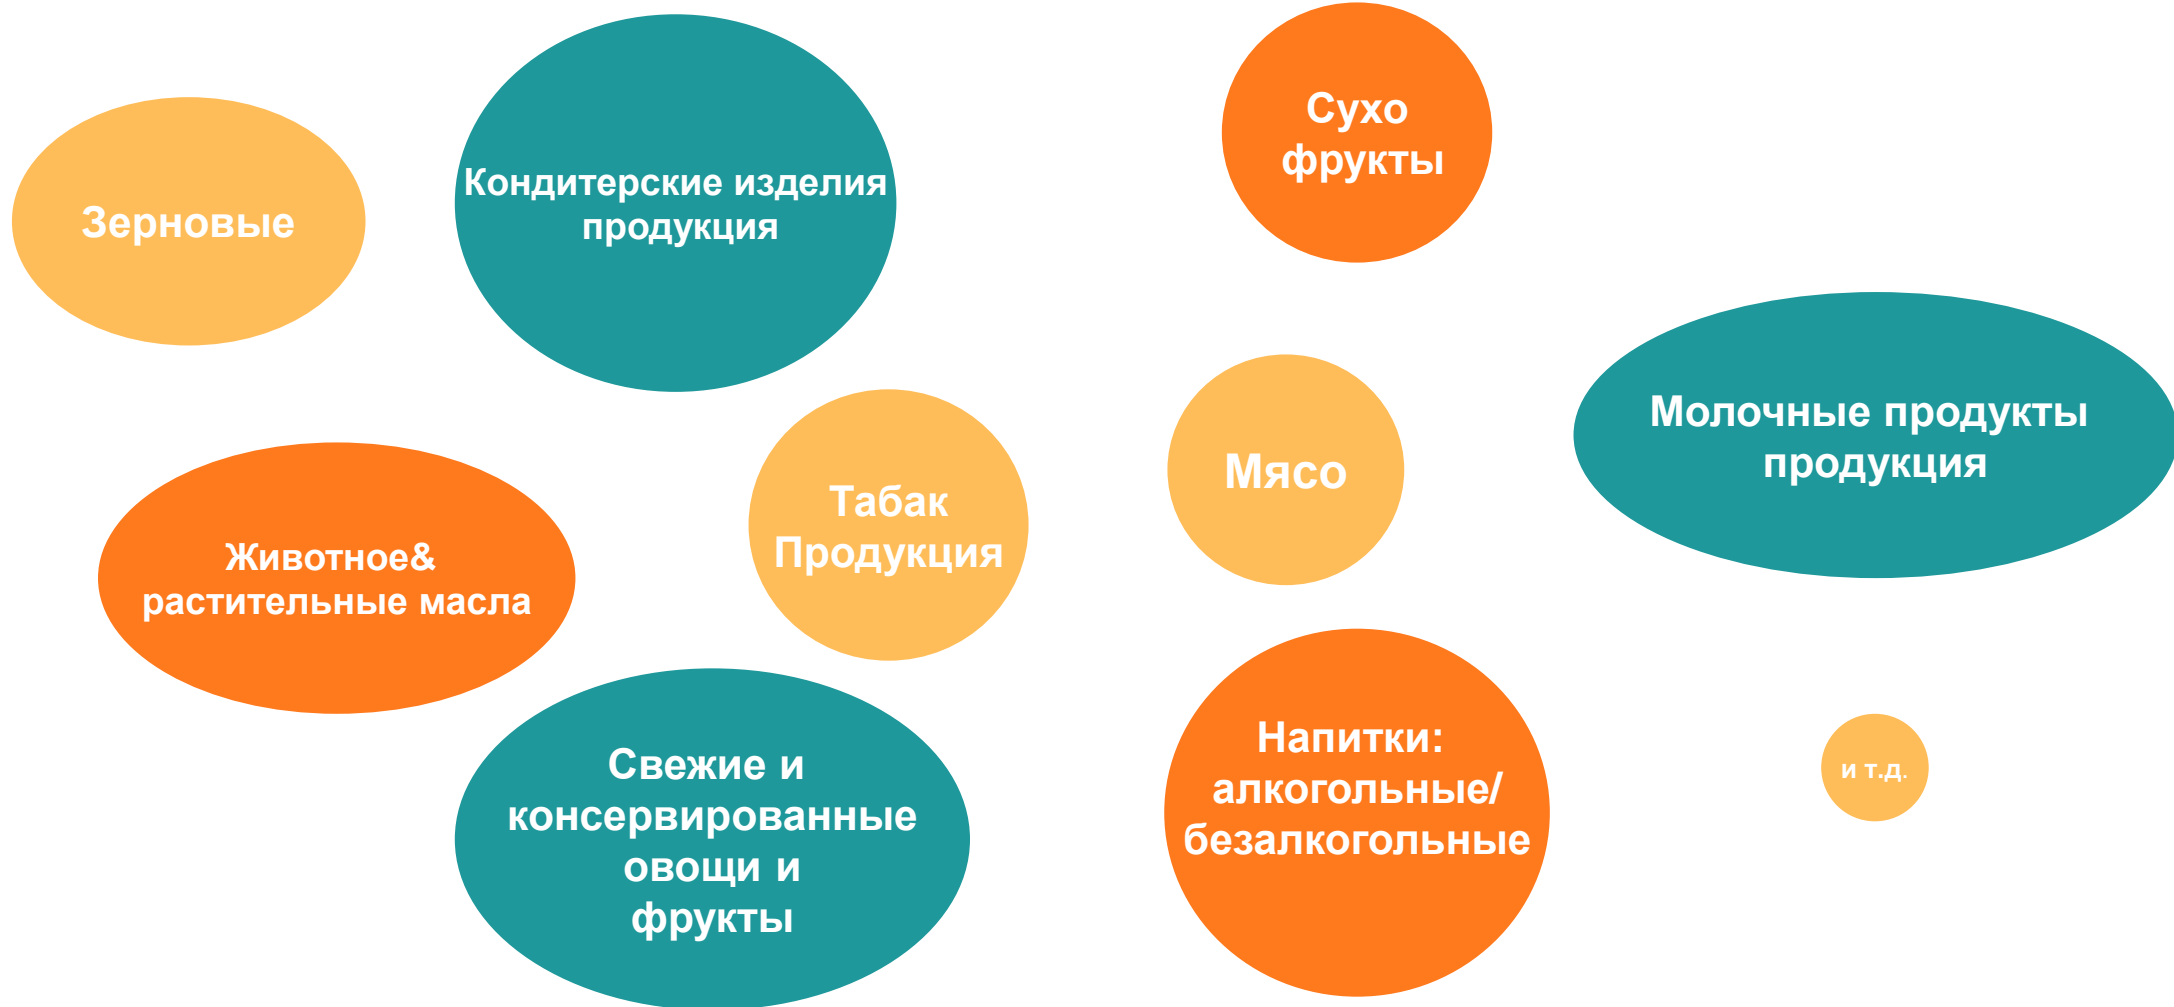 Зерновые
Кондитерские изделия
продукция
Сухо
фрукты
Молочные продукты
продукция
Мясо
Табак
Продукция
Животное&
растительные масла
Свежие и
консервированные
овощи и
фрукты
Напитки:
алкогольные/
безалкогольные
и т.д.